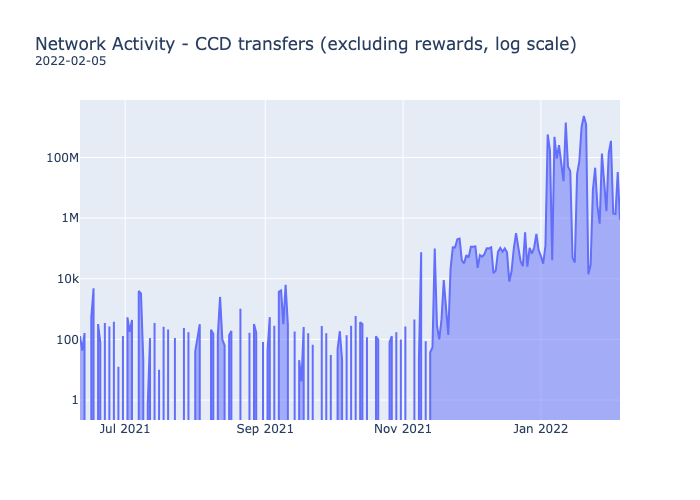 Network Activity - CCD transfers (excluding rewards, log scale)
2022-02-05
100M
1M
10k
100
1
Jul 2021
Sep 2021
Nov 2021
Jan 2022